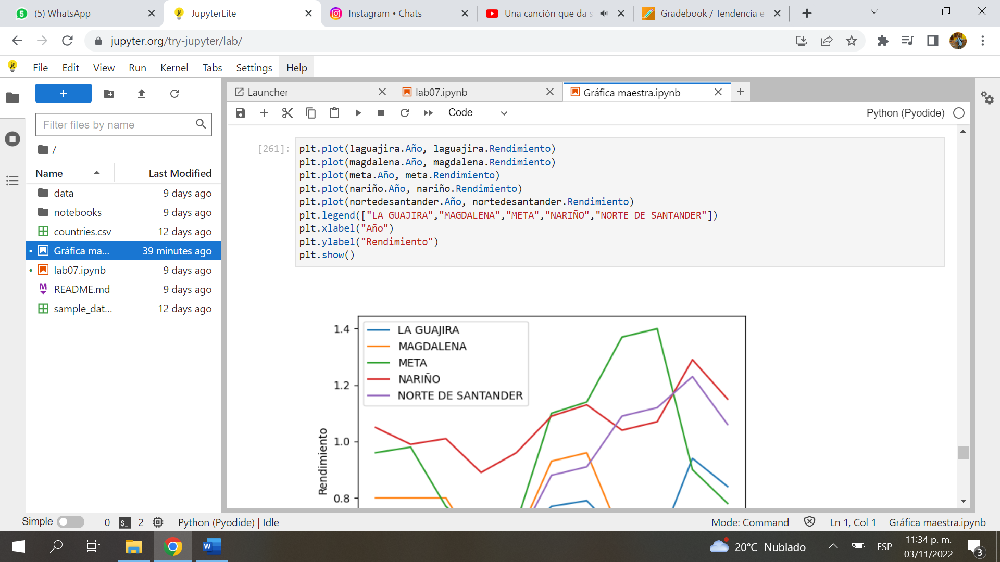 (5) WhatsApp
JupyterLite
Instagram • Chats
Una canción que da s
Gradebook / Tendencia e
jupyter.org/try-jupyter/lab/
File Edit View Run Kernel Tabs Settings Help
Launcher
lab07.ipynb
Gráfica maestra.ipynb
Code
Python (Pyodide)
Filter files by name
/
Name Last Modified
data 9 days ago
notebooks 9 days ago
countries.csv 12 days ago
Gráfica ma... 39 minutes ago
lab07.ipynb 9 days ago
README.md 9 days ago
sample_dat... 12 days ago
[261]:
plt.plot(laguajira.Año, laguajira.Rendimiento)
plt.plot(magdalena.Año, magdalena.Rendimiento)
plt.plot(meta.Año, meta.Rendimiento)
plt.plot(nariño.Año, nariño.Rendimiento)
plt.plot(nortedesantander.Año, nortedesantander.Rendimiento)
plt.legend(["LA GUAJIRA","MAGDALENA","META","NARIÑO","NORTE DE SANTANDER"])
plt.xlabel("Año")
plt.ylabel("Rendimiento")
plt.show()
LA GUAJIRA
MAGDALENA
META
NARIÑO
NORTE DE SANTANDER
1.4
1.2
1.0
0.8
Rendimiento
Simple 0 $_ 2 Python (Pyodide) | Idle
Mode: Command Ln 1, Col 1 Gráfica maestra.ipynb
20°C Nublado
ESP
11:34 p. m.
03/11/2022
3